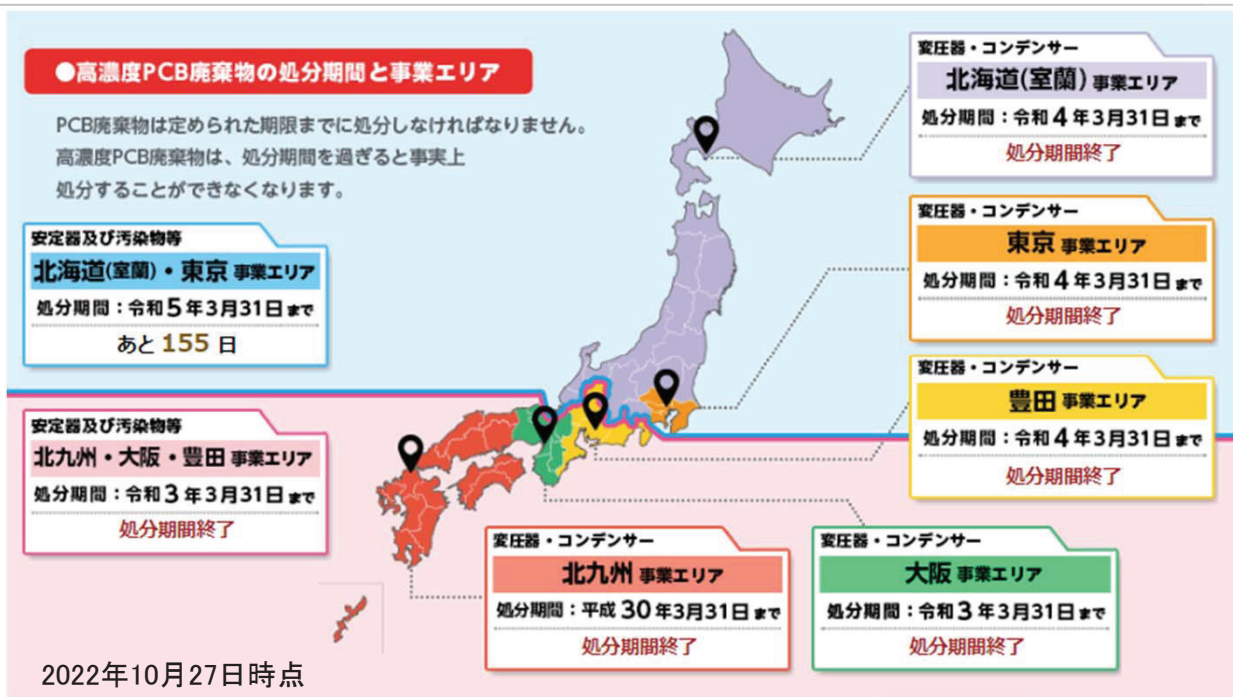 ●高濃度PCB廃棄物の処分期間と事業エリア
PCB廃棄物は定められた期限までに処分しなければなりません。
高濃度PCB廃棄物は、処分期間を過ぎると事実上
処分することができなくなります。
変圧器・コンデンサー
北海道(室蘭) 事業エリア
処分期間：令和4年3月31日まで
処分期間終了
変圧器・コンデンサー
東京 事業エリア
処分期間：令和4年3月31日まで
処分期間終了
安定器及び汚染物等
北海道(室蘭)・東京 事業エリア
処分期間：令和5年3月31日まで
あと 155 日
変圧器・コンデンサー
豊田 事業エリア
処分期間：令和4年3月31日まで
処分期間終了
安定器及び汚染物等
北九州・大阪・豊田 事業エリア
処分期間：令和3年3月31日まで
処分期間終了
変圧器・コンデンサー
北九州 事業エリア
処分期間：平成30年3月31日まで
処分期間終了
変圧器・コンデンサー
大阪 事業エリア
処分期間：令和3年3月31日まで
処分期間終了
2022年10月27日時点